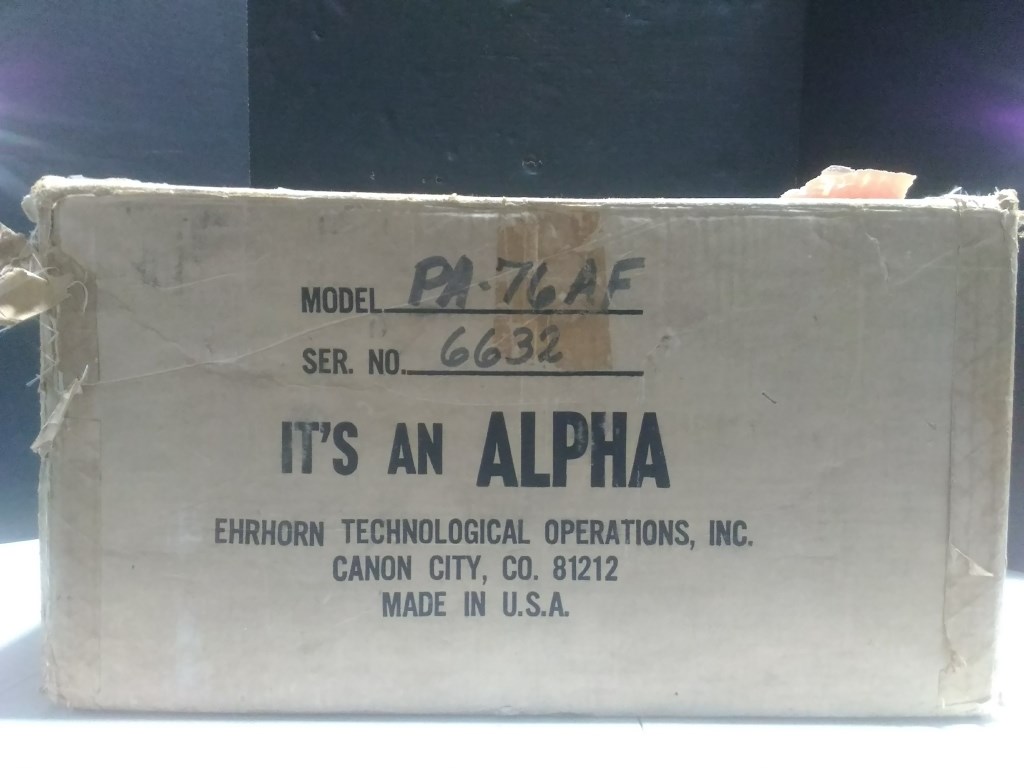 MODEL PA-76AF
SER. NO. 6632
IT'S AN ALPHA
EHRHORN TECHNOLOGICAL OPERATIONS, INC.
CANON CITY, CO. 81212
MADE IN U.S.A.